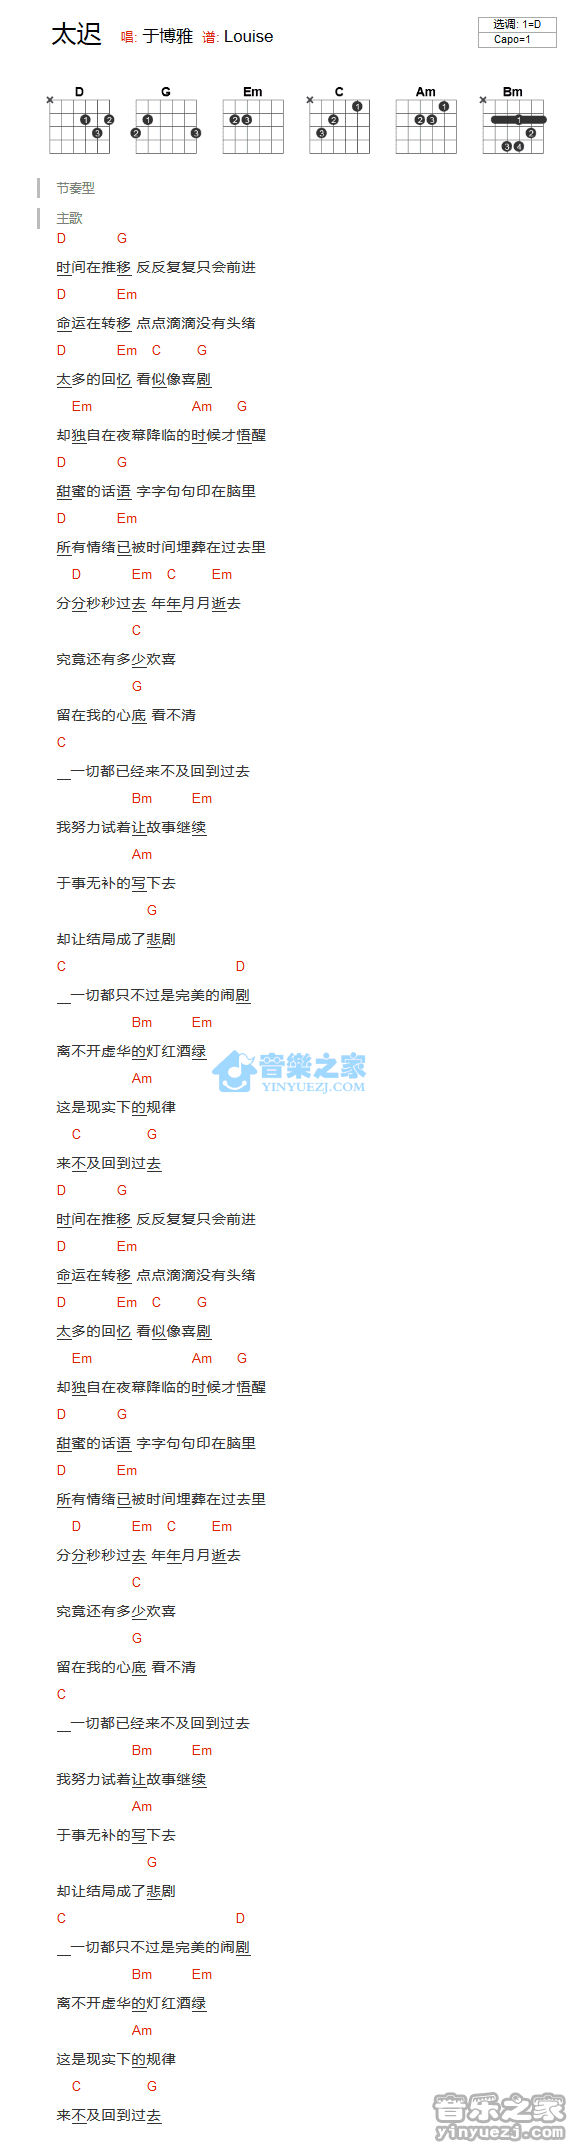 太迟 唱: 于博雅 谱: Louise
选调: 1=D
Capo=1
D G Em C Am Bm
节奏型
主歌
D G
时间在推移 反反复复只会前进
D Em
命运在转移 点点滴滴没有头绪
D Em C G
太多的回忆 看似像喜剧
Em Am G
却独自在夜幕降临的时候才悟醒
D G
甜蜜的话语 字字句句印在脑里
D Em
所有情绪已被时间埋葬在过去里
D Em C Em
分分秒秒过去 年年月月逝去
C
究竟还有多少欢喜
G
留在我的心底 看不清
C
一切都已经来不及回到过去
Bm Em
我努力试着让故事继续
Am
于事无补的写下去
G
却让结局成了悲剧
C D
一切都只不过是完美的闹剧
Bm Em
离不开虚华的灯红酒绿
Am
这是现实下的规律
C G
来不及回到过去
D G
时间在推移 反反复复只会前进
D Em
命运在转移 点点滴滴没有头绪
D Em C G
太多的回忆 看似像喜剧
Em Am G
却独自在夜幕降临的时候才悟醒
D G
甜蜜的话语 字字句句印在脑里
D Em
所有情绪已被时间埋葬在过去里
D Em C Em
分分秒秒过去 年年月月逝去
C
究竟还有多少欢喜
G
留在我的心底 看不清
C
一切都已经来不及回到过去
Bm Em
我努力试着让故事继续
Am
于事无补的写下去
G
却让结局成了悲剧
C D
一切都只不过是完美的闹剧
Bm Em
离不开虚华的灯红酒绿
Am
这是现实下的规律
C G
来不及回到过去
音樂之家
YINYUEZJ.COM
音乐之家
yinyuezj.com